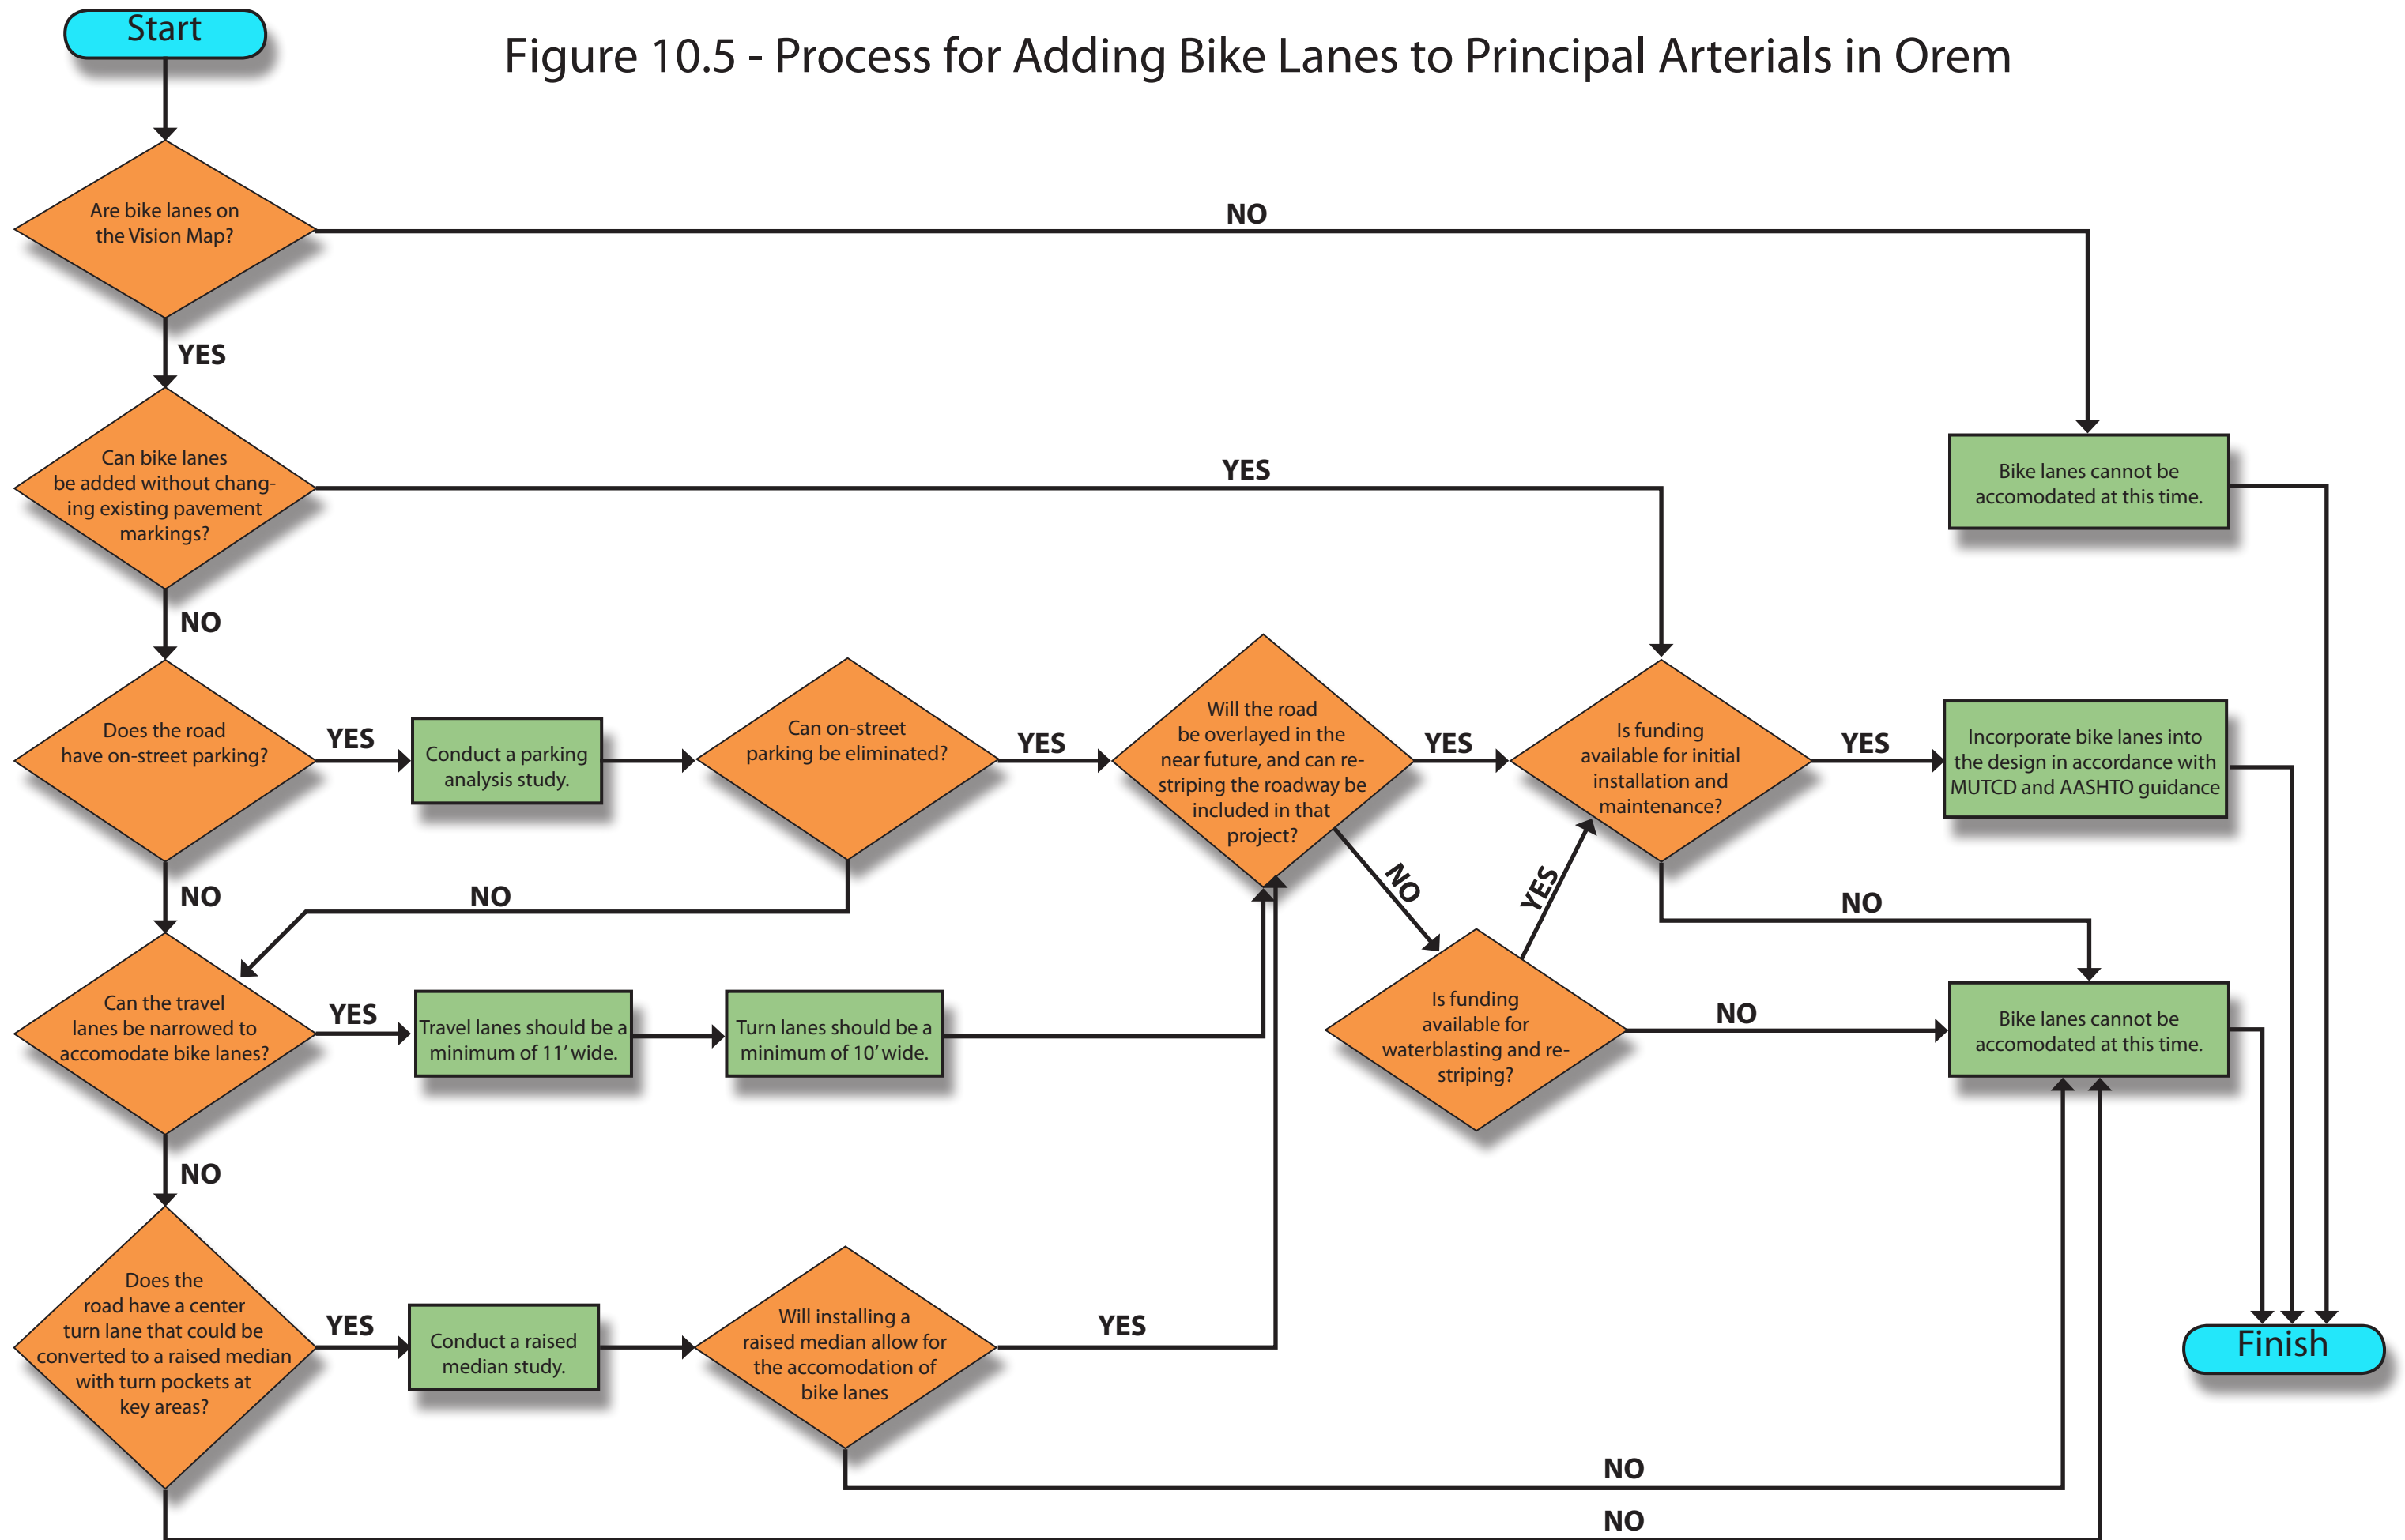 Start
Figure 10.5 - Process for Adding Bike Lanes to Principal Arterials in Orem
Are bike lanes on
the Vision Map?
NO
YES
Can bike lanes
be added without chang-
ing existing pavement
markings?
YES
Bike lanes cannot be
accomodated at this time.
NO
Does the road
have on-street parking?
YES
Conduct a parking
analysis study.
Can on-street
parking be eliminated?
YES
Will the road
be overlayed in the
near future, and can re-
striping the roadway be
included in that
project?
YES
Is funding
available for initial
installation and
maintenance?
YES
Incorporate bike lanes into
the design in accordance with
MUTCD and AASHTO guidance
NO
NO
NO
YES
NO
Can the travel
lanes be narrowed to
accomodate bike lanes?
YES
Travel lanes should be a
minimum of 11’ wide.
Turn lanes should be a
minimum of 10’ wide.
Is funding
available for
waterblasting and re-
striping?
NO
Bike lanes cannot be
accomodated at this time.
NO
Does the
road have a center
turn lane that could be
converted to a raised median
with turn pockets at
key areas?
YES
Conduct a raised
median study.
Will installing a
raised median allow for
the accomodation of
bike lanes
YES
Finish
NO
NO